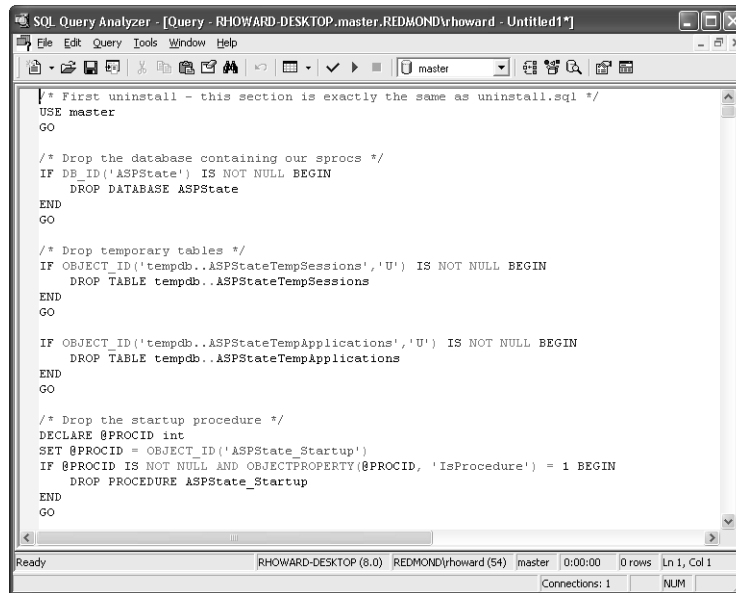 SQL Query Analyzer - [Query - RHOWARD-DESKTOP.master.REDMOND\rhoward - Untitled1*]
File Edit Query Tools Window Help
master
/* First uninstall - this section is exactly the same as uninstall.sql */
USE master
GO
/* Drop the database containing our sprocs */
IF DB_ID('ASPState') IS NOT NULL BEGIN
DROP DATABASE ASPState
END
GO
/* Drop temporary tables */
IF OBJECT_ID('tempdb..ASPStateTempSessions','U') IS NOT NULL BEGIN
DROP TABLE tempdb..ASPStateTempSessions
END
GO
IF OBJECT_ID('tempdb..ASPStateTempApplications','U') IS NOT NULL BEGIN
DROP TABLE tempdb..ASPStateTempApplications
END
GO
/* Drop the startup procedure */
DECLARE @PROCID int
SET @PROCID = OBJECT_ID('ASPState_Startup')
IF @PROCID IS NOT NULL AND OBJECTPROPERTY(@PROCID, 'IsProcedure') = 1 BEGIN
DROP PROCEDURE ASPState_Startup
END
GO
Ready RHOWARD-DESKTOP (8.0) REDMOND\rhoward (54) master 0:00:00 0 rows Ln 1, Col 1
Connections: 1 NUM